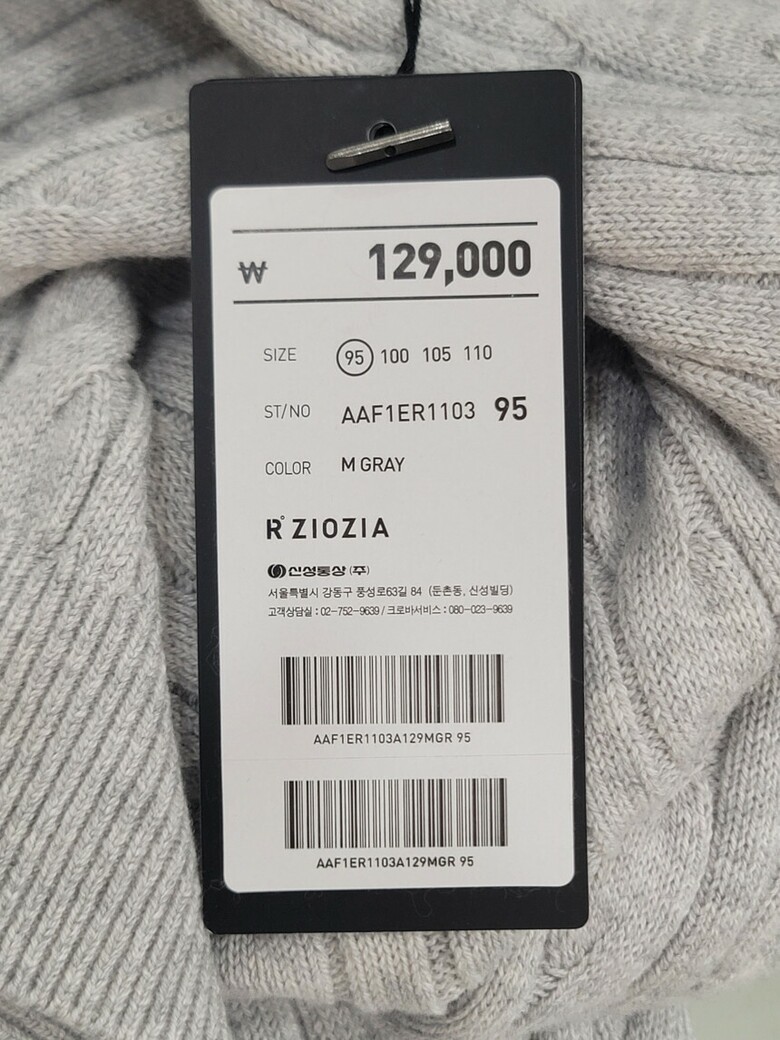 ₩ 129,000
SIZE 95 100 105 110
ST/NO AAF1ER1103 95
COLOR M GRAY
R° ZIOZIA
신성통상 (주)
서울특별시 강동구 풍성로63길 84 (둔촌동, 신성빌딩)
고객상담실 : 02-752-9639 / 크로바서비스 : 080-023-9639
AAF1ER1103A129MGR 95
AAF1ER1103A129MGR 95